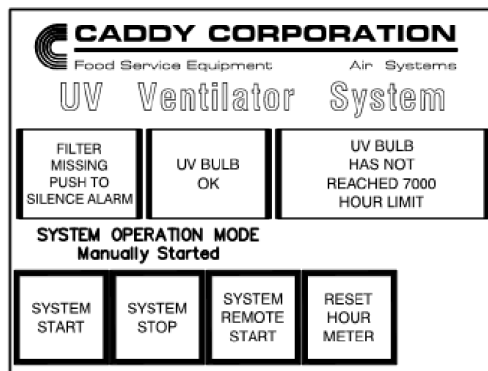 CADDY CORPORATION
Food Service Equipment Air Systems
UV Ventilator System
FILTER
MISSING
PUSH TO
SILENCE ALARM
UV BULB
OK
UV BULB
HAS NOT
REACHED 7000
HOUR LIMIT
SYSTEM OPERATION MODE
Manually Started
SYSTEM
START
SYSTEM
STOP
SYSTEM
REMOTE
START
RESET
HOUR
METER